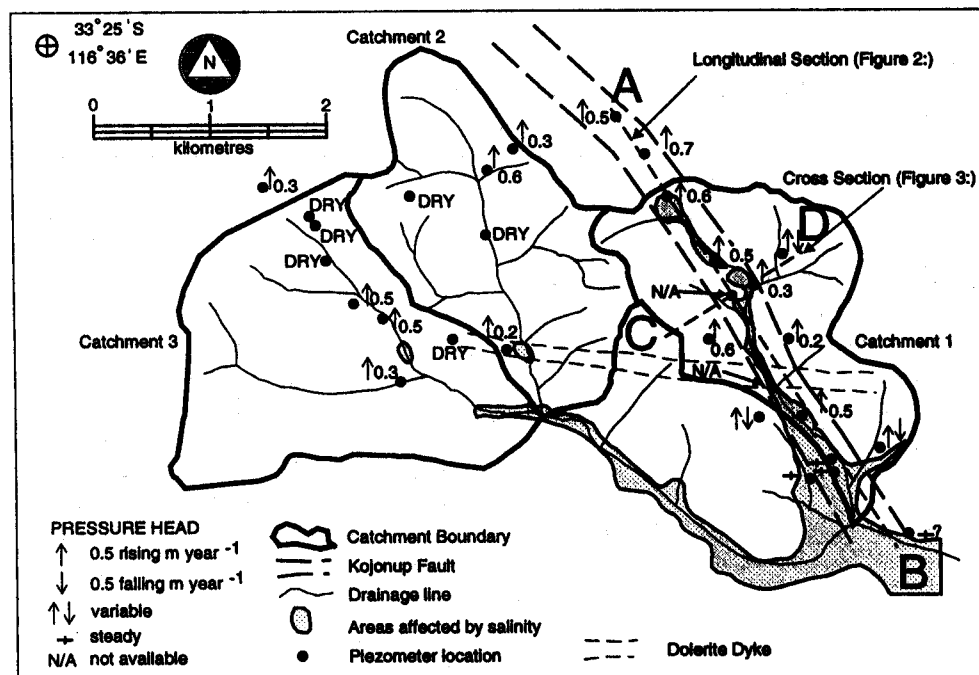 33°25'S
116°36'E
N
0 1 2
kilometres
Catchment 2
A
Longitudinal Section (Figure 2:)
↑0.5
↑0.7
↑0.3
↑0.6
↑0.3
DRY
DRY
DRY
DRY
DRY
↑0.6
Cross Section (Figure 3:)
D
↑↓
↑0.5
↑0.3
N/A
C
↑0.5
↑0.5
↑0.2
DRY
↑0.6
↑0.2
Catchment 3
Catchment 1
N/A
↑0.3
↑0.5
↑↓
↑↓
?
B
PRESSURE HEAD
↑ 0.5 rising m year -1
↓ 0.5 falling m year -1
↑↓ variable
steady
N/A not available
Catchment Boundary
Kojonup Fault
Drainage line
Areas affected by salinity
Piezometer location
Dolerite Dyke